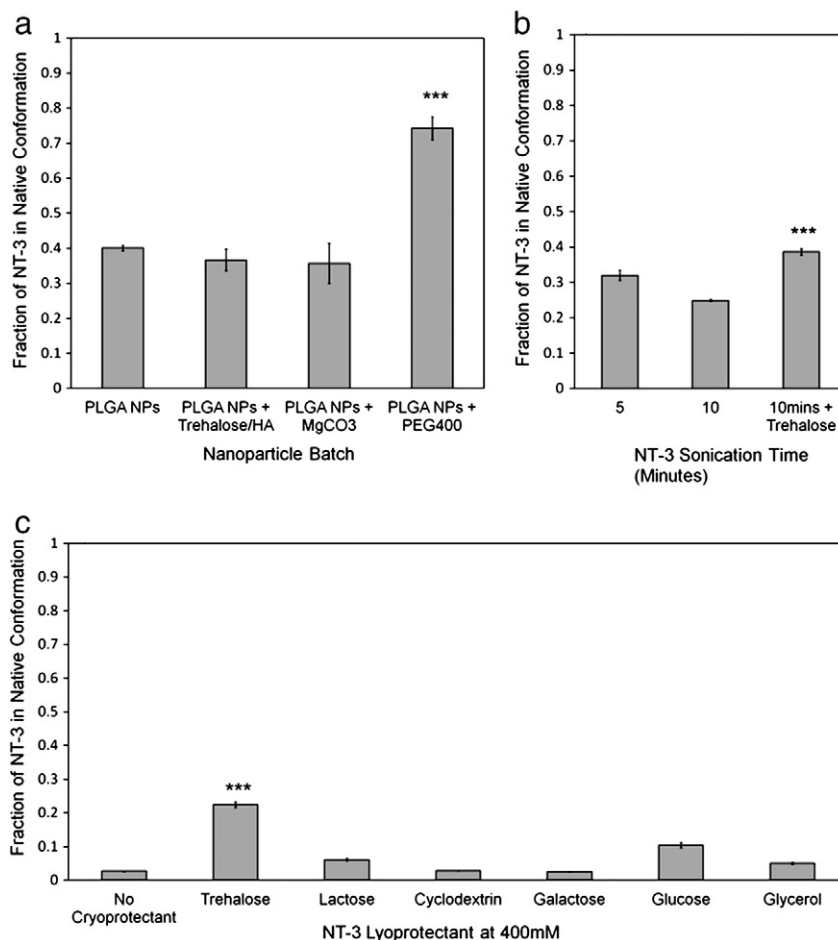 a
Fraction of NT-3 in Native Conformation
1
0.9
0.8
0.7
0.6
0.5
0.4
0.3
0.2
0.1
0
***
PLGA NPs
PLGA NPs +
Trehalose/HA
PLGA NPs +
MgCO3
PLGA NPs +
PEG400
Nanoparticle Batch
b
Fraction of NT-3 in Native Conformation
1
0.9
0.8
0.7
0.6
0.5
0.4
0.3
0.2
0.1
0
***
5
10
10mins +
Trehalose
NT-3 Sonication Time
(Minutes)
c
Fraction of NT-3 in Native Conformation
1
0.9
0.8
0.7
0.6
0.5
0.4
0.3
0.2
0.1
0
***
No
Cryoprotectant
Trehalose
Lactose
Cyclodextrin
Galactose
Glucose
Glycerol
NT-3 Lyoprotectant at 400mM